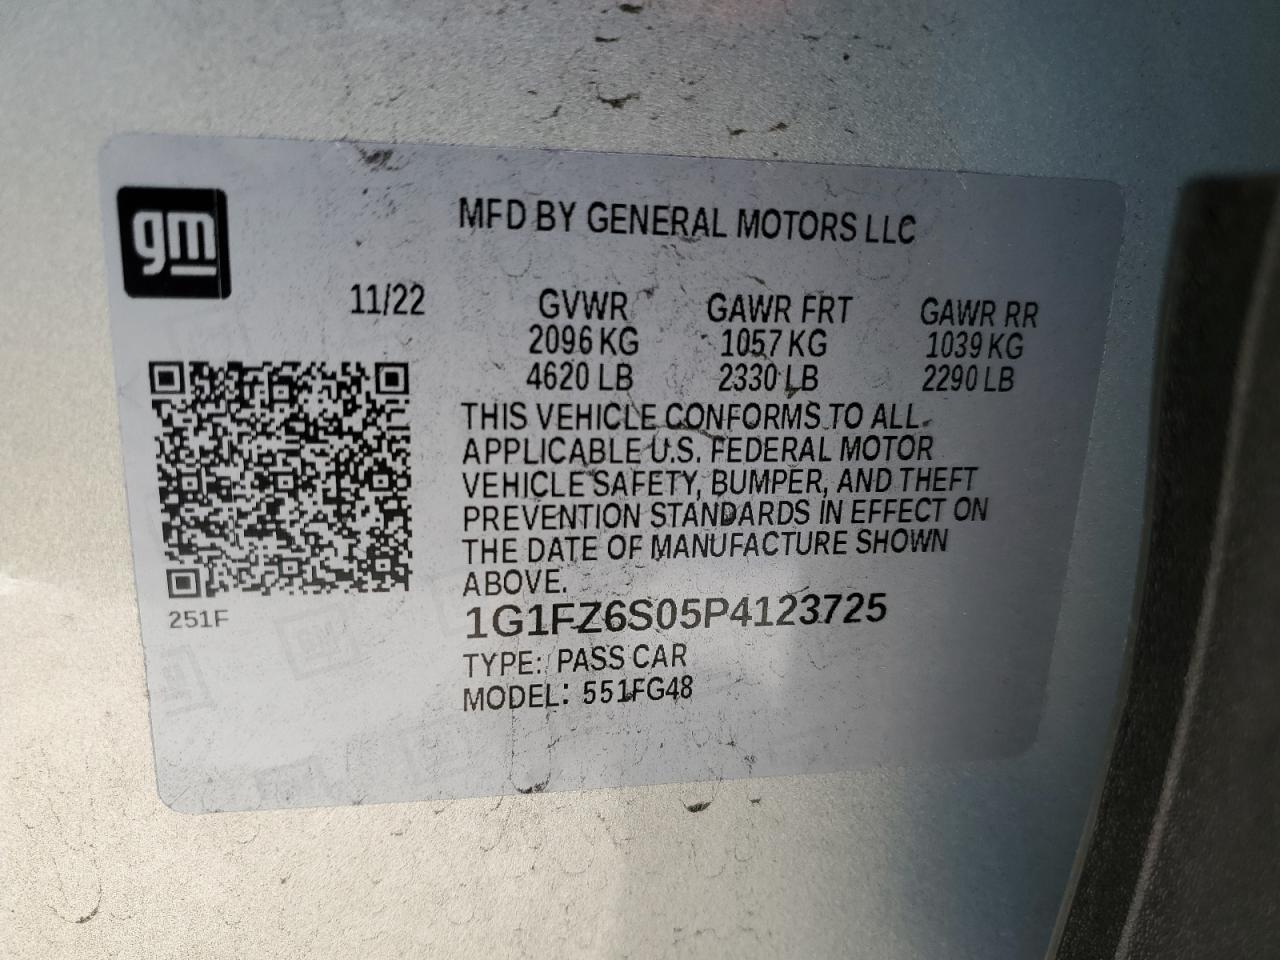 gm
MFD BY GENERAL MOTORS LLC
11/22 GVWR GAWR FRT GAWR RR
2096 KG 1057 KG 1039 KG
4620 LB 2330 LB 2290 LB
THIS VEHICLE CONFORMS TO ALL
APPLICABLE U.S. FEDERAL MOTOR
VEHICLE SAFETY, BUMPER, AND THEFT
PREVENTION STANDARDS IN EFFECT ON
THE DATE OF MANUFACTURE SHOWN
ABOVE.
251F
1G1FZ6S05P4123725
TYPE: PASS CAR
MODEL: 551FG48